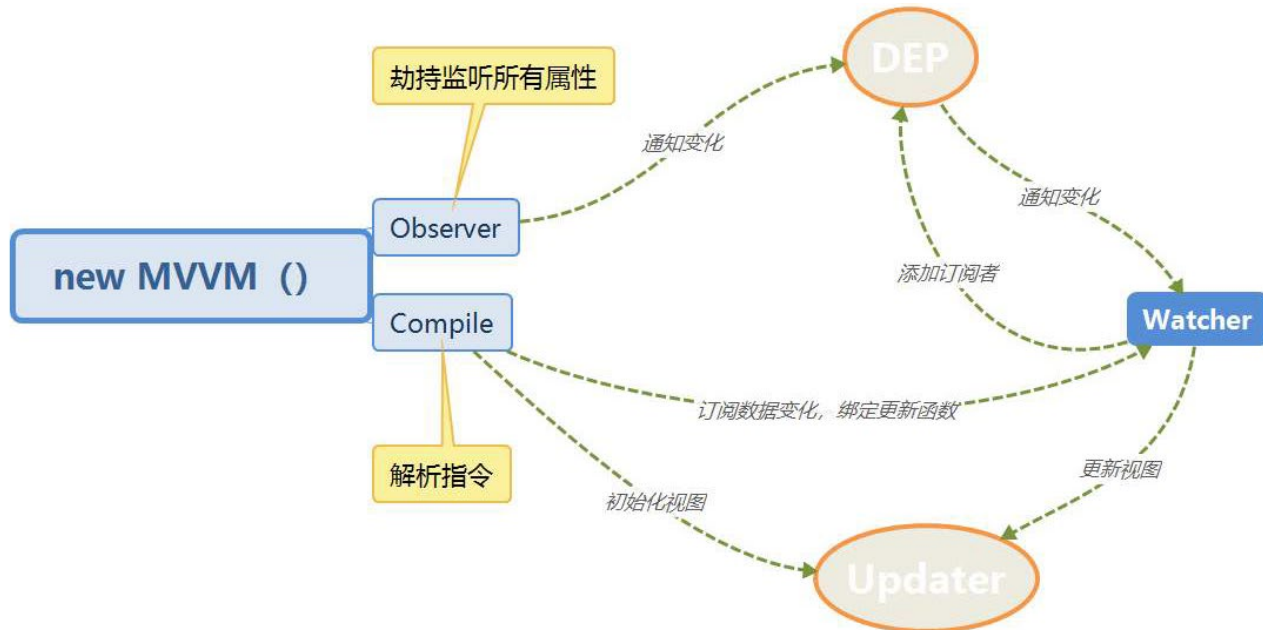 DEP
劫持监听所有属性
通知变化
Observer
通知变化
new MVVM（）
添加订阅者
Compile
Watcher
订阅数据变化，绑定更新函数
解析指令
更新视图
初始化视图
Updater